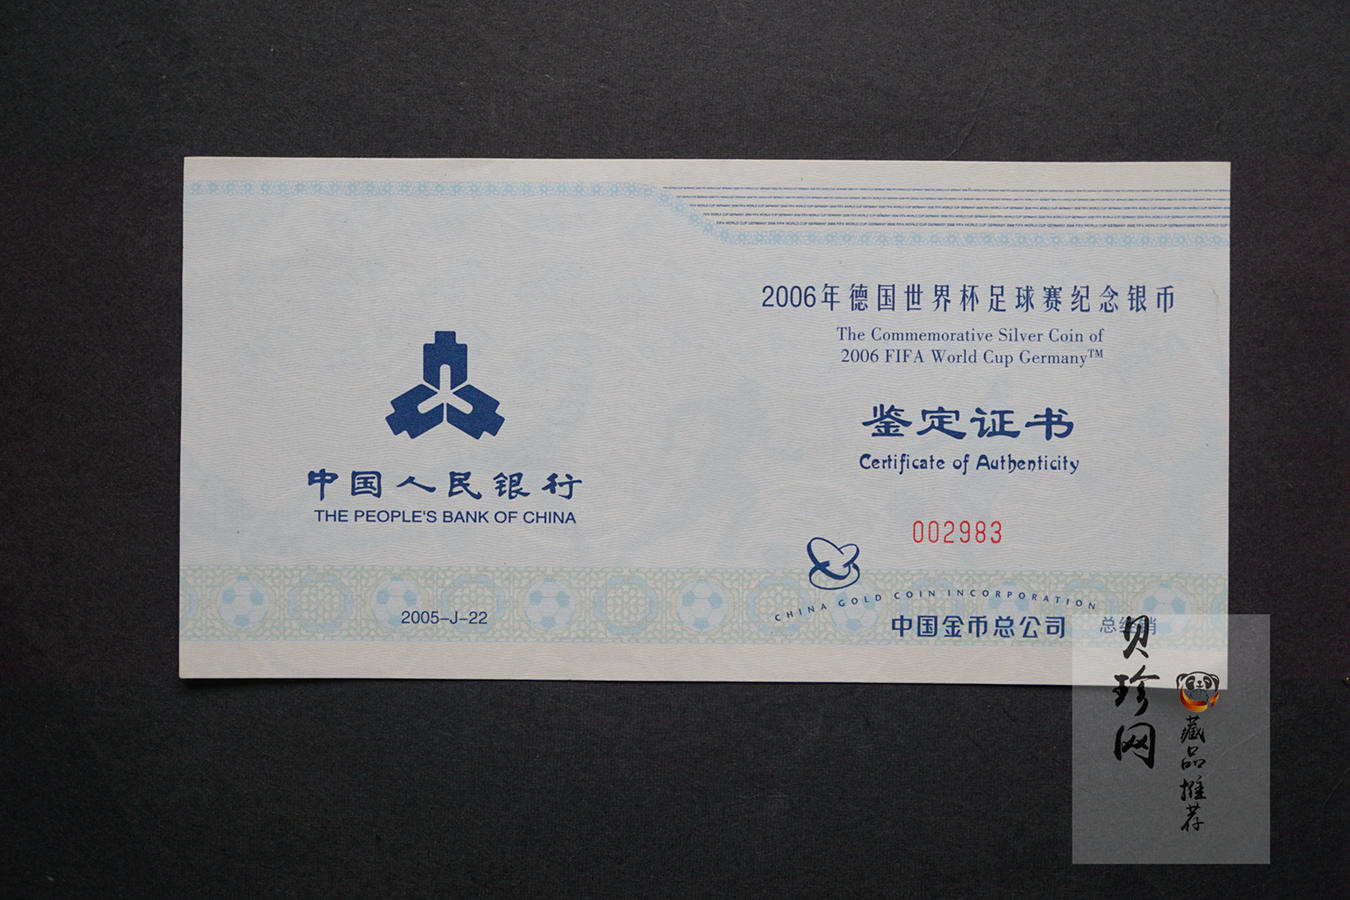 中国人民银行
THE PEOPLE'S BANK OF CHINA
2005-J-22
2006年德国世界杯足球赛纪念银币
The Commemorative Silver Coin of
2006 FIFA World Cup Germany™
鉴定证书
Certificate of Authenticity
002983
CHINA GOLD COIN INCORPORATION
中国金币总公司 总经销
贝珍网
藏品推荐